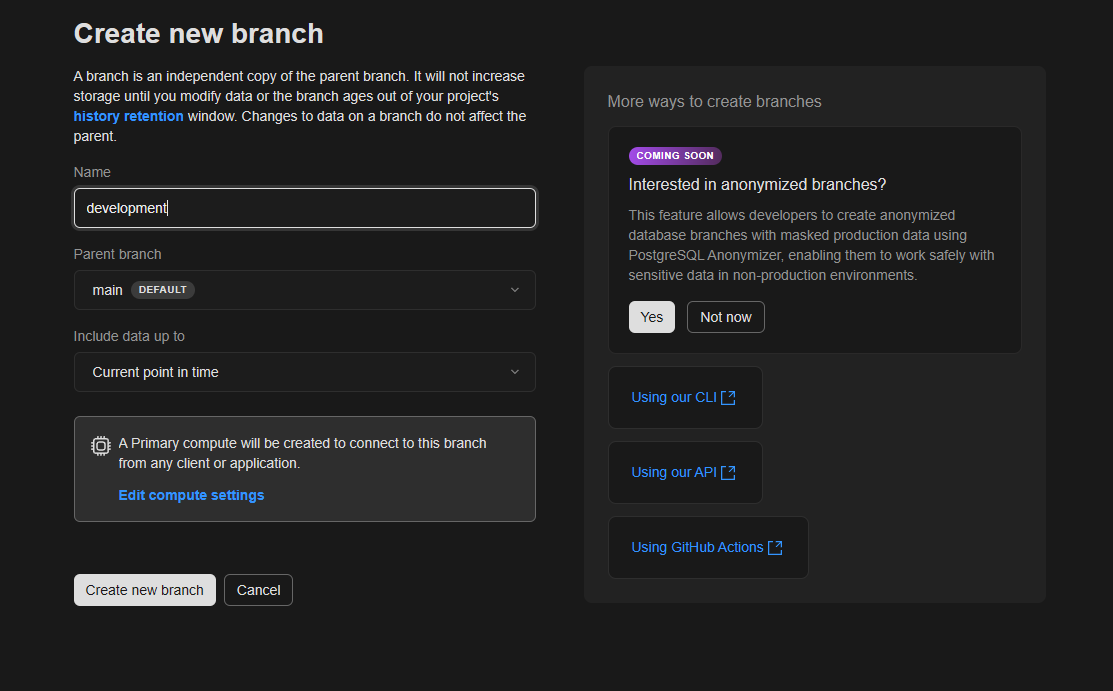 Create new branch
A branch is an independent copy of the parent branch. It will not increase
storage until you modify data or the branch ages out of your project's
history retention window. Changes to data on a branch do not affect the
parent.
Name
development
Parent branch
main DEFAULT
Include data up to
Current point in time
A Primary compute will be created to connect to this branch
from any client or application.
Edit compute settings
Create new branch
Cancel
More ways to create branches
COMING SOON
Interested in anonymized branches?
This feature allows developers to create anonymized
database branches with masked production data using
PostgreSQL Anonymizer, enabling them to work safely with
sensitive data in non-production environments.
Yes
Not now
Using our CLI
Using our API
Using GitHub Actions